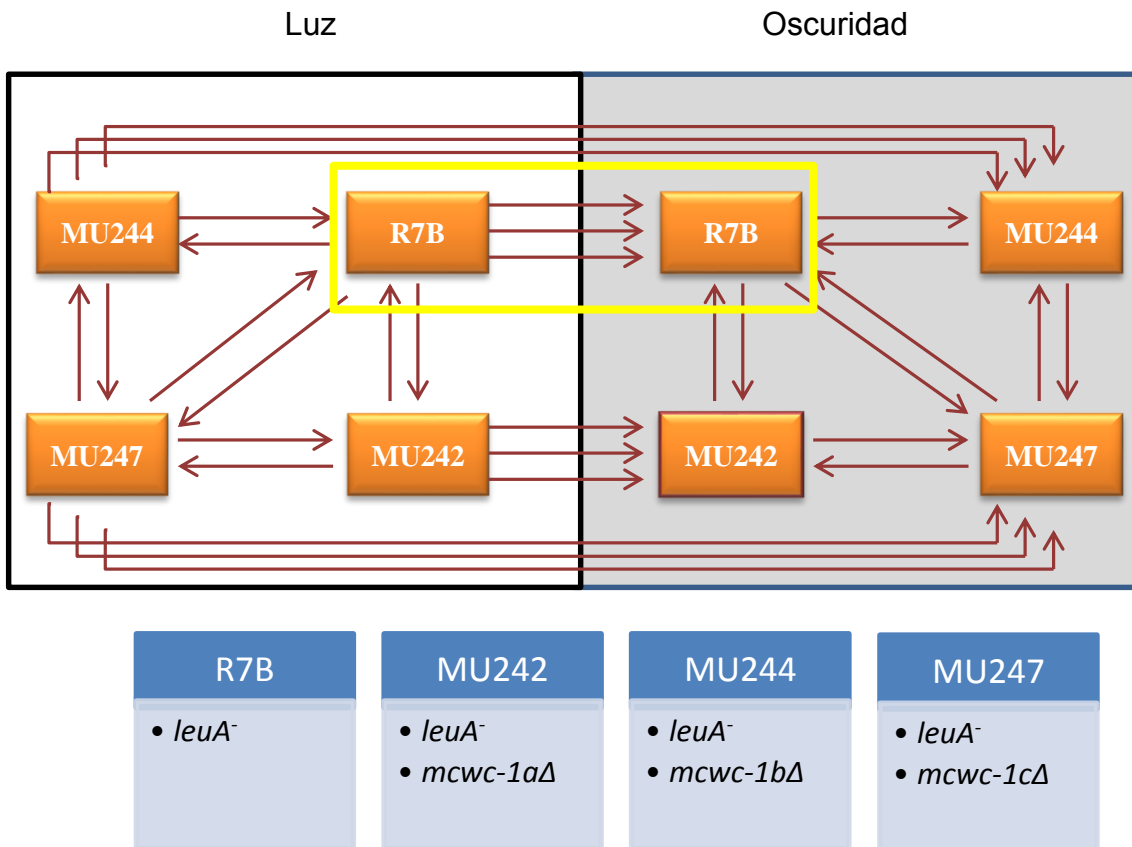 Luz
Oscuridad
MU244
R7B
R7B
MU244
MU247
MU242
MU242
MU247
R7B
• leuA-
MU242
• leuA-
• mcwc-1aΔ
MU244
• leuA-
• mcwc-1bΔ
MU247
• leuA-
• mcwc-1cΔ